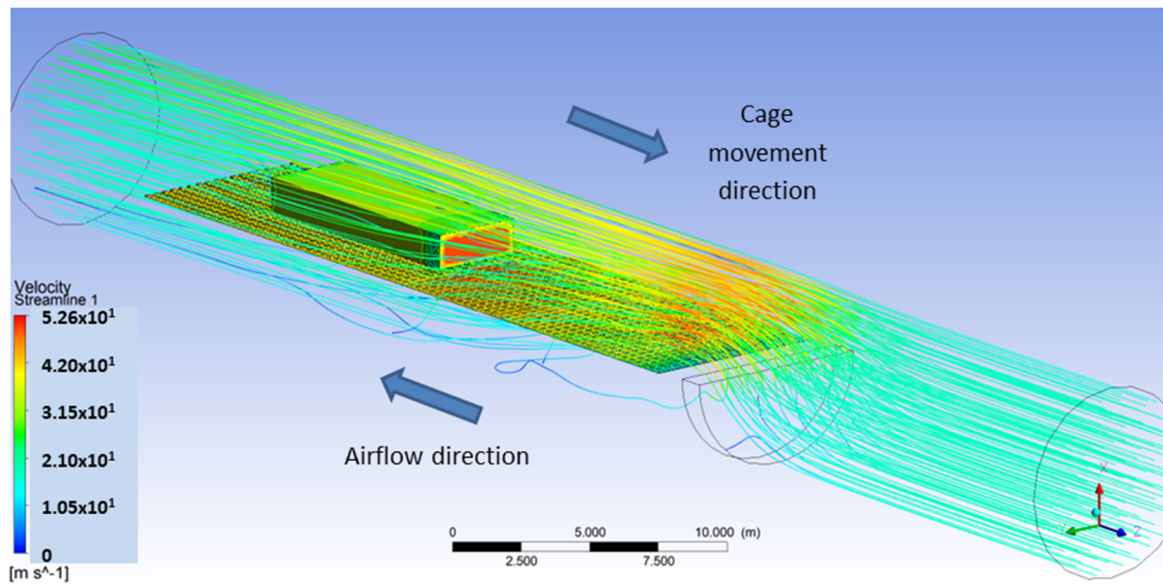 Cage
movement
direction
Velocity
Streamline 1
5.26x10¹
4.20x10¹
3.15x10¹
2.10x10¹
1.05x10¹
0
[m s^-1]
Airflow direction
0 5.000 10.000 (m)
2.500 7.500
X
Y
Z